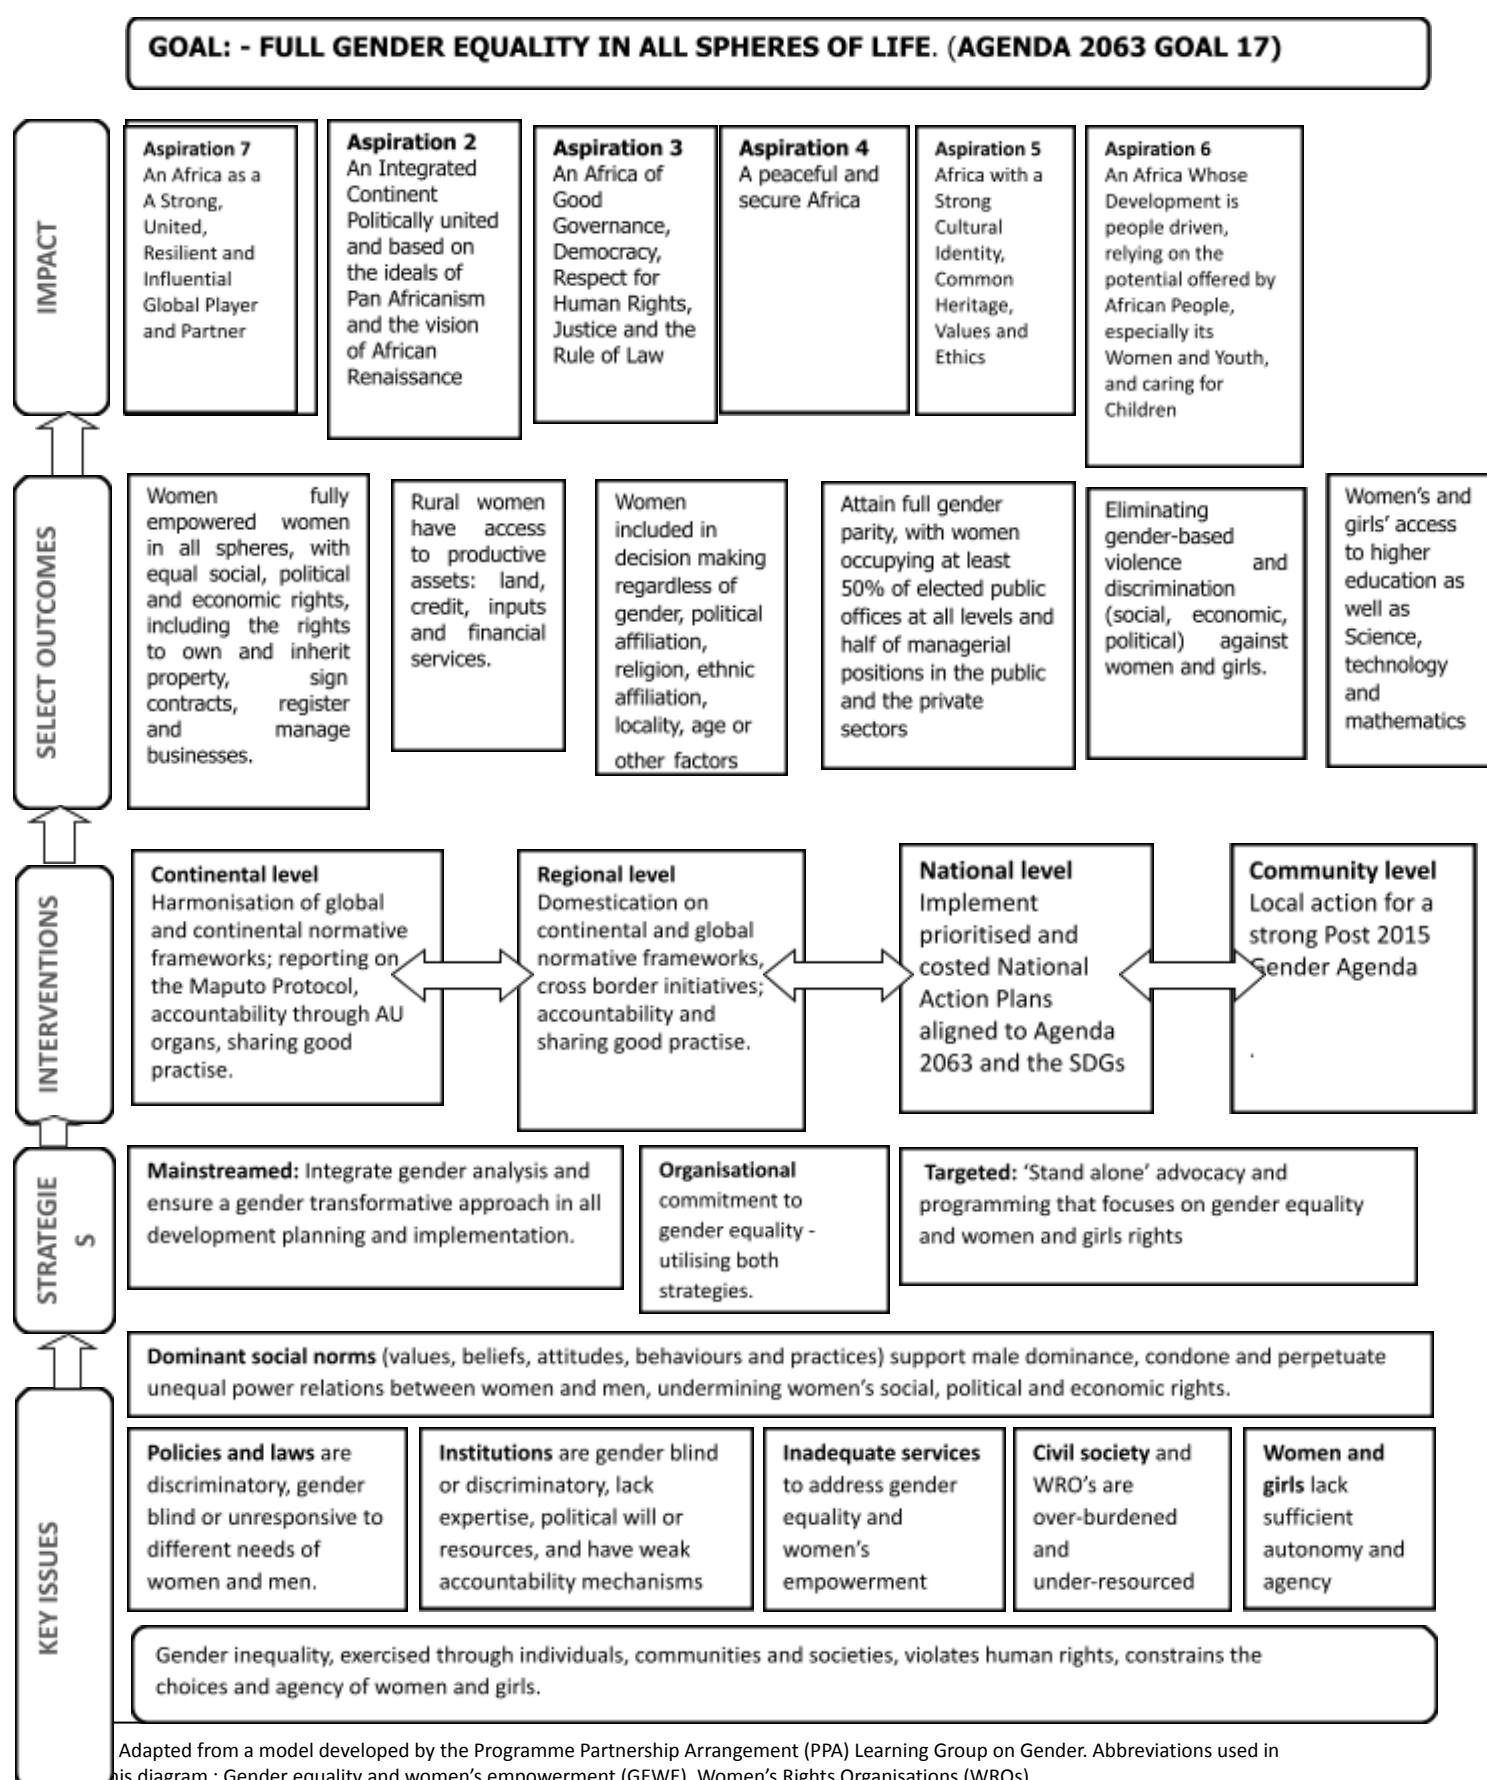 GOAL: - FULL GENDER EQUALITY IN ALL SPHERES OF LIFE. (AGENDA 2063 GOAL 17)
IMPACT
Aspiration 7
An Africa as a
A Strong,
United,
Resilient and
Influential
Global Player
and Partner
Aspiration 2
An Integrated
Continent
Politically united
and based on
the ideals of
Pan Africanism
and the vision
of African
Renaissance
Aspiration 3
An Africa of
Good
Governance,
Democracy,
Respect for
Human Rights,
Justice and the
Rule of Law
Aspiration 4
A peaceful and
secure Africa
Aspiration 5
Africa with a
Strong
Cultural
Identity,
Common
Heritage,
Values and
Ethics
Aspiration 6
An Africa Whose
Development is
people driven,
relying on the
potential offered by
African People,
especially its
Women and Youth,
and caring for
Children
SELECT OUTCOMES
Women fully
empowered women
in all spheres, with
equal social, political
and economic rights,
including the rights
to own and inherit
property, sign
contracts, register
and manage
businesses.
Rural women
have access
to productive
assets: land,
credit, inputs
and financial
services.
Women
included in
decision making
regardless of
gender, political
affiliation,
religion, ethnic
affiliation,
locality, age or
other factors
Attain full gender
parity, with women
occupying at least
50% of elected public
offices at all levels and
half of managerial
positions in the public
and the private
sectors
Eliminating
gender-based
violence and
discrimination
(social, economic,
political) against
women and girls.
Women's and
girls' access
to higher
education as
well as
Science,
technology
and
mathematics
INTERVENTIONS
Continental level
Harmonisation of global
and continental normative
frameworks; reporting on
the Maputo Protocol,
accountability through AU
organs, sharing good
practise.
Regional level
Domestication on
continental and global
normative frameworks,
cross border initiatives;
accountability and
sharing good practise.
National level
Implement
prioritised and
costed National
Action Plans
aligned to Agenda
2063 and the SDGs
Community level
Local action for a
strong Post 2015
Gender Agenda
.
STRATEGIE
S
Mainstreamed: Integrate gender analysis and
ensure a gender transformative approach in all
development planning and implementation.
Organisational
commitment to
gender equality -
utilising both
strategies.
Targeted: ‘Stand alone’ advocacy and
programming that focuses on gender equality
and women and girls rights
KEY ISSUES
Dominant social norms (values, beliefs, attitudes, behaviours and practices) support male dominance, condone and perpetuate
unequal power relations between women and men, undermining women's social, political and economic rights.
Policies and laws are
discriminatory, gender
blind or unresponsive to
different needs of
women and men.
Institutions are gender blind
or discriminatory, lack
expertise, political will or
resources, and have weak
accountability mechanisms
Inadequate services
to address gender
equality and
women's
empowerment
Civil society and
WRO's are
over-burdened
and
under-resourced
Women and
girls lack
sufficient
autonomy and
agency
Gender inequality, exercised through individuals, communities and societies, violates human rights, constrains the
choices and agency of women and girls.
Adapted from a model developed by the Programme Partnership Arrangement (PPA) Learning Group on Gender. Abbreviations used in
his diagram : Gender equality and women's empowerment (GEWE), Women's Rights Organisations (WROs)